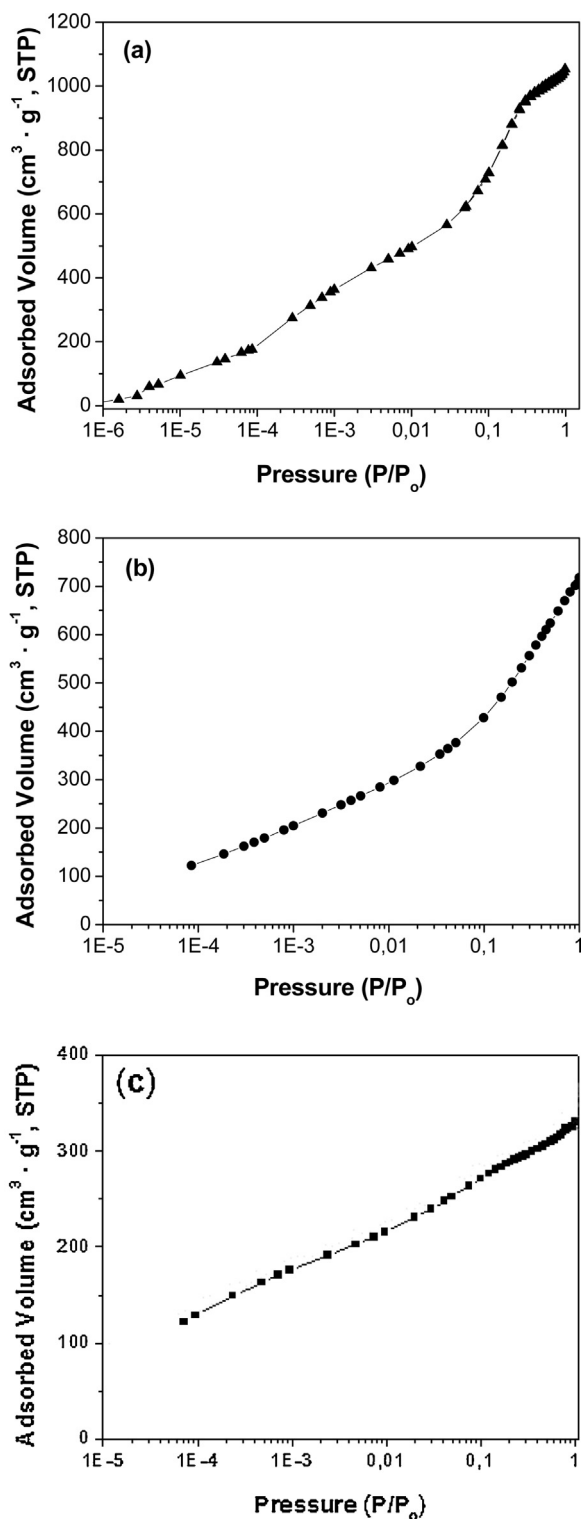 (a)
1200
1000
800
600
400
200
0
Adsorbed Volume (cm³ · g⁻¹, STP)
1E-6 1E-5 1E-4 1E-3 0,01 0,1 1
Pressure (P/Pₒ)
(b)
800
700
600
500
400
300
200
100
0
Adsorbed Volume (cm³ · g⁻¹, STP)
1E-5 1E-4 1E-3 0,01 0,1 1
Pressure (P/Pₒ)
(c)
400
300
200
100
0
Adsorbed Volume (cm³ · g⁻¹, STP)
1E-5 1E-4 1E-3 0,01 0,1 1
Pressure (P/Pₒ)